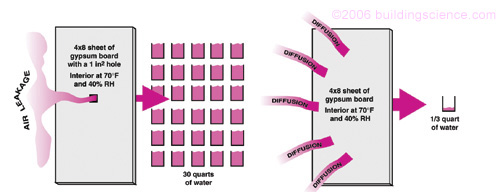 ©2006 buildingscience.com
AIR LEAKAGE
4x8 sheet of
gypsum board
with a 1 in² hole
Interior at 70°F
and 40% RH
30 quarts
of water
DIFFUSION
DIFFUSION
DIFFUSION
DIFFUSION
DIFFUSION
4x8 sheet of
gypsum board
Interior at 70°F
and 40% RH
1/3 quart
of water